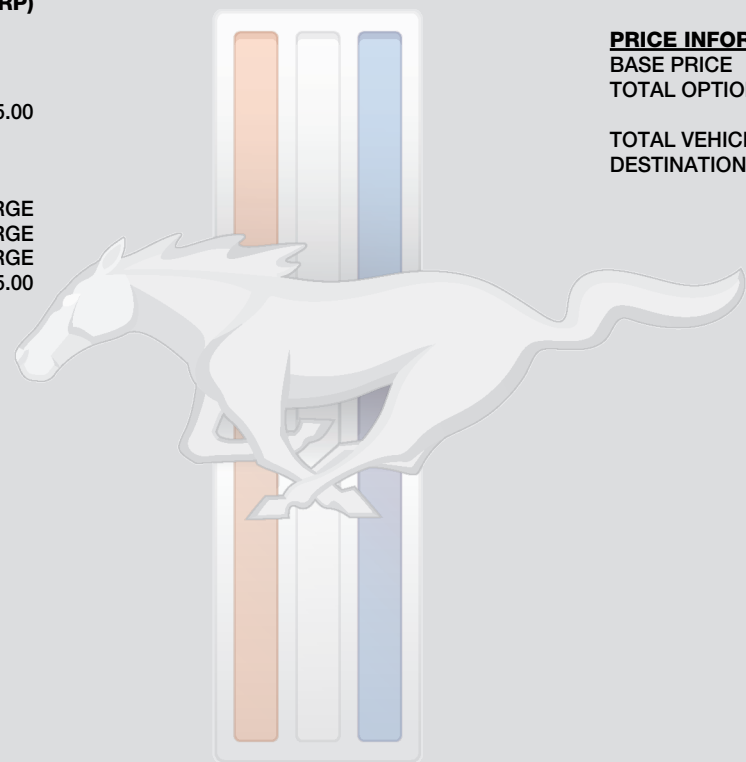 RP)
5.00
RGE
RGE
RGE
5.00
PRICE INFOR
BASE PRICE
TOTAL OPTIO
TOTAL VEHICL
DESTINATION